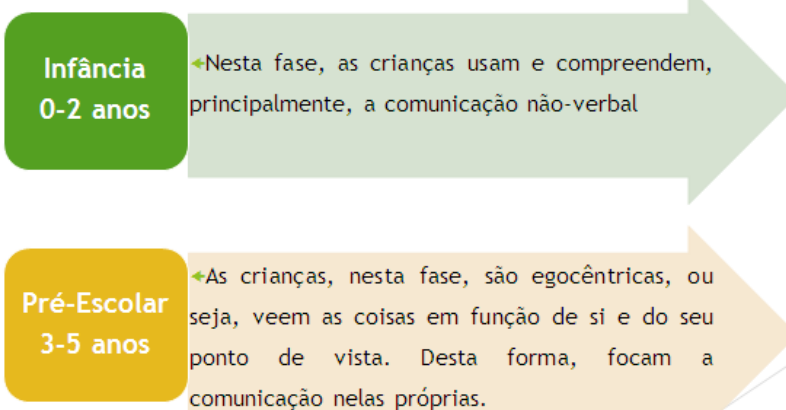 Infância
0-2 anos
Nesta fase, as crianças usam e compreendem,
principalmente, a comunicação não-verbal
Pré-Escolar
3-5 anos
As crianças, nesta fase, são egocêntricas, ou
seja, veem as coisas em função de si e do seu
ponto de vista. Desta forma, focam a
comunicação nelas próprias.